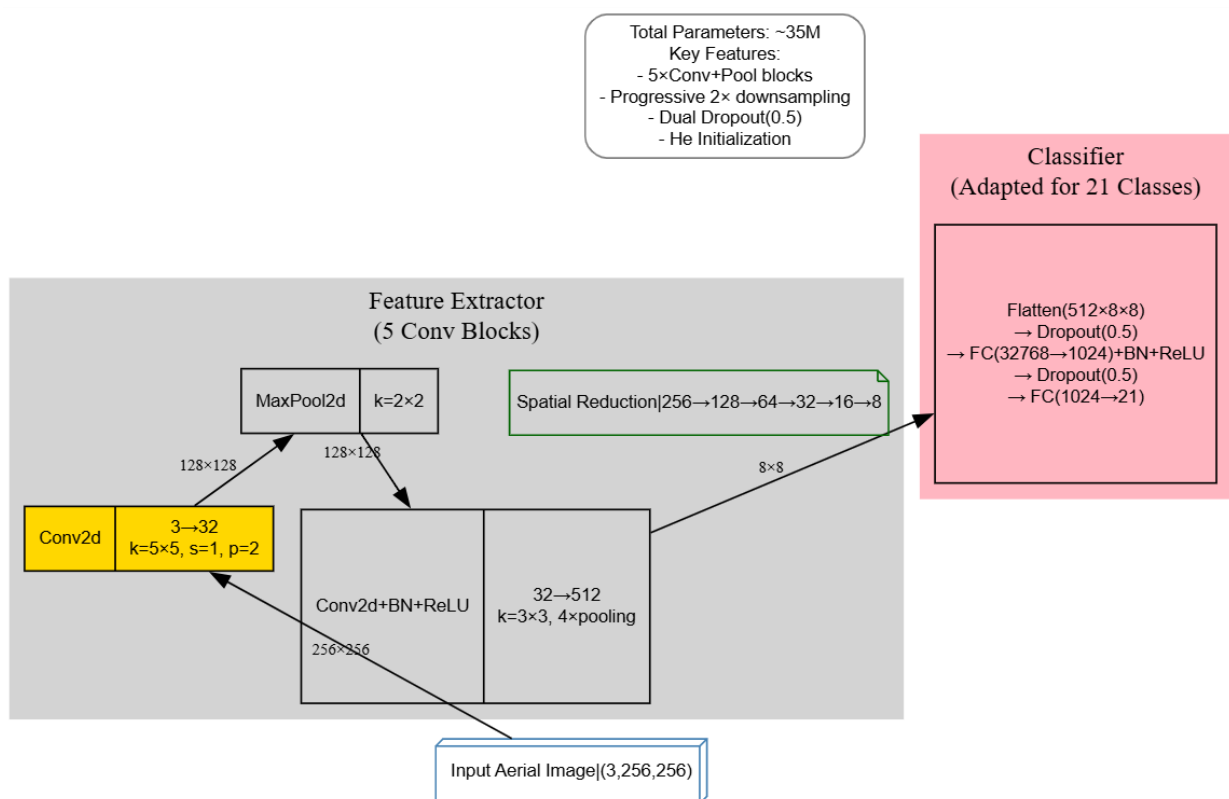 Total Parameters: ~35M
Key Features:
- 5×Conv+Pool blocks
- Progressive 2× downsampling
- Dual Dropout(0.5)
- He Initialization
Classifier
(Adapted for 21 Classes)
Flatten(512×8×8)
→ Dropout(0.5)
→ FC(32768→1024)+BN+ReLU
→ Dropout(0.5)
→ FC(1024→21)
Feature Extractor
(5 Conv Blocks)
MaxPool2d
k=2×2
Spatial Reduction|256→128→64→32→16→8
128×128
128×128
8×8
Conv2d
3→32
k=5×5, s=1, p=2
Conv2d+BN+ReLU
32→512
k=3×3, 4×pooling
256×256
Input Aerial Image|(3,256,256)